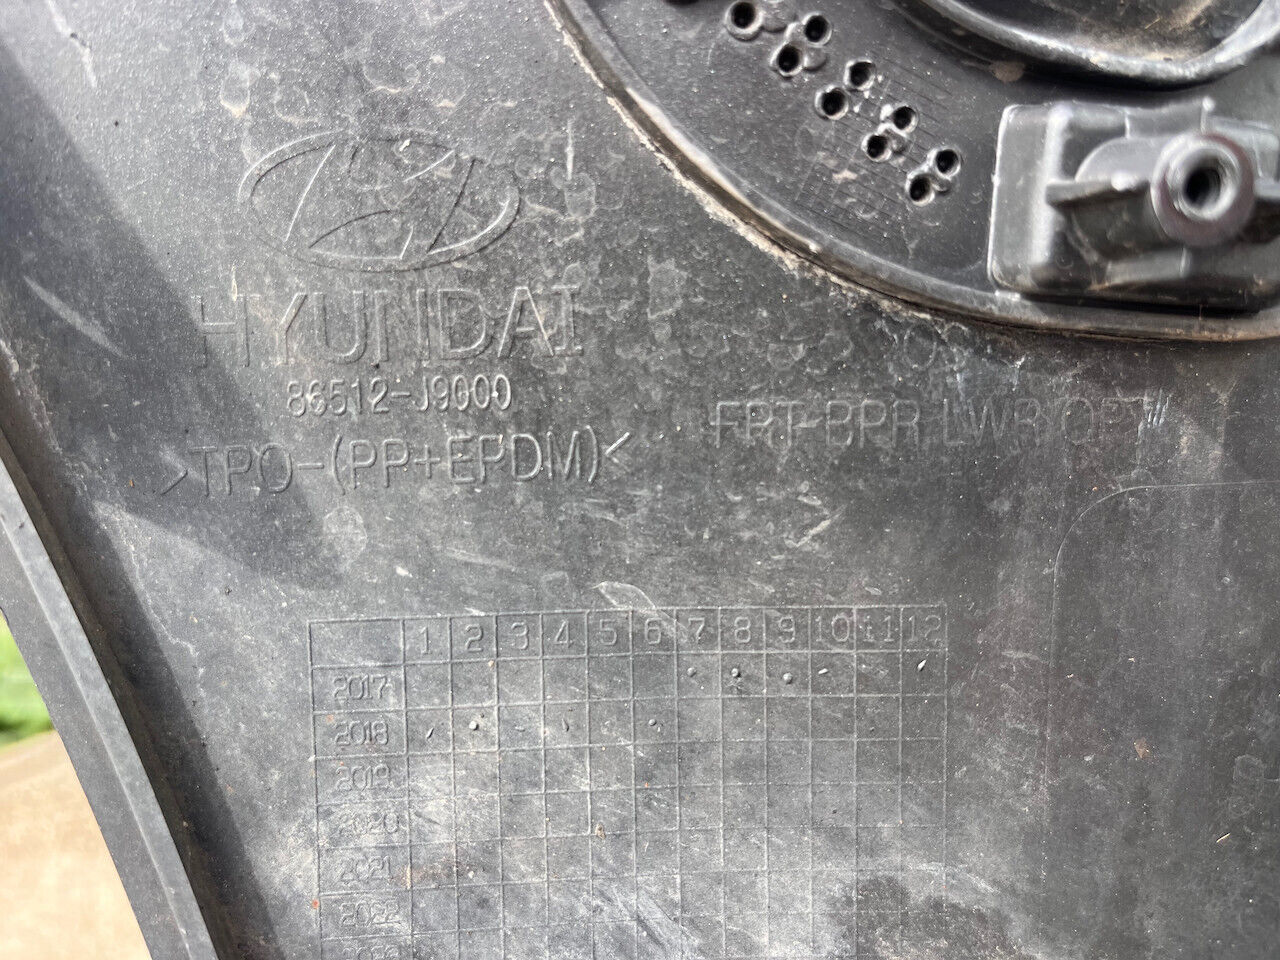 HYUNDAI
86512-J9000
>TPO-(PP+EPDM)<
FRT BPR LWR OPT
1 2 3 4 5 6 7 8 9 10 11 12
2017
2018
2019
2020
2021
2022